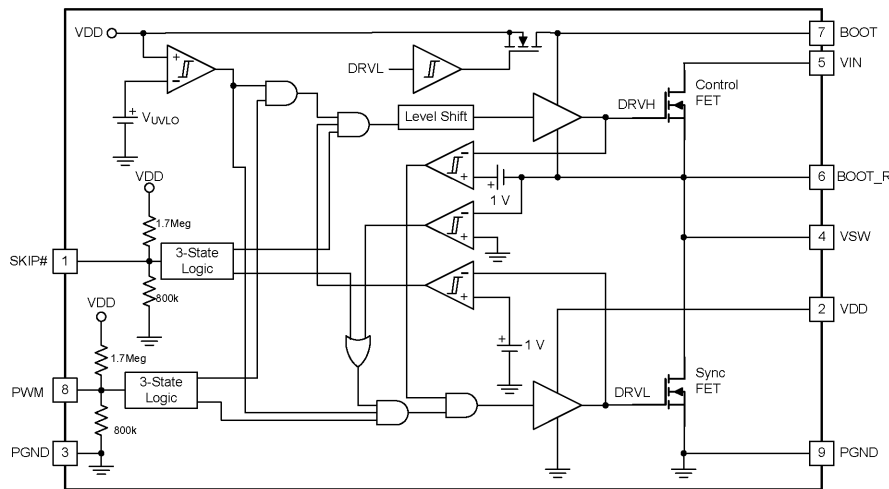 VDD
7
BOOT
5
VIN
DRVL
Control
FET
DRVH
+
-
+
VUVLO
Level Shift
-
+
+
1 V
6
BOOT_R
VDD
1.7Meg
-
+
4
VSW
SKIP#
1
3-State
Logic
800k
-
+
2
VDD
VDD
+
1 V
1.7Meg
PWM
8
3-State
Logic
Sync
FET
DRVL
800k
PGND
3
9
PGND